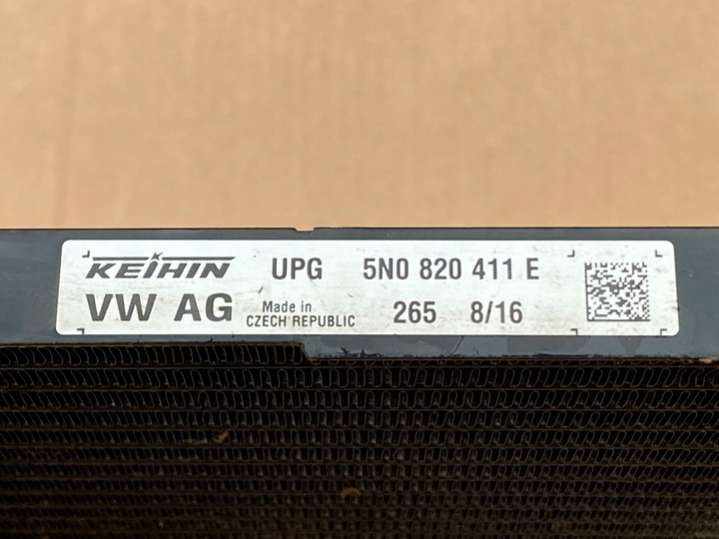 KEIHIN UPG 5N0 820 411 E
VW AG Made in CZECH REPUBLIC 265 8/16